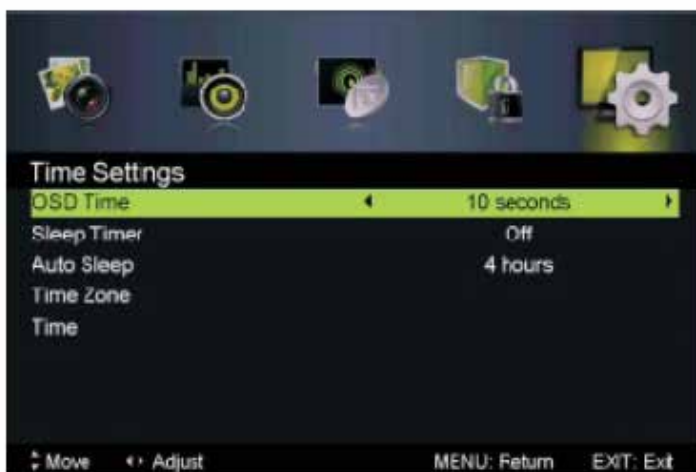 Time Settings
OSD Time 10 seconds
Sleep Timer Off
Auto Sleep 4 hours
Time Zone
Time
Move Adjust MENU: Return EXIT: Exit